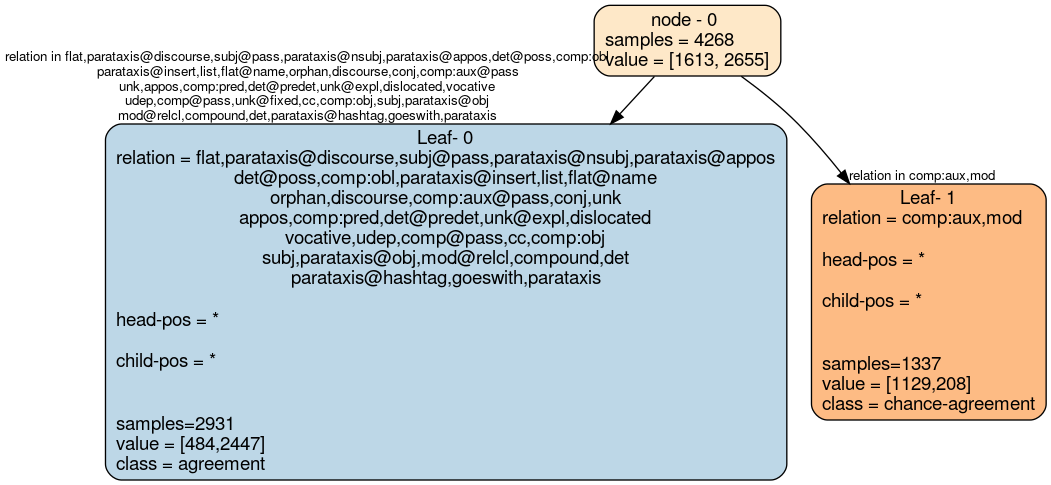 node - 0
samples = 4268
value = [1613, 2655]
relation in flat,parataxis@discourse,subj@pass,parataxis@nsubj,parataxis@appos,det@poss,comp:obl
parataxis@insert,list,flat@name,orphan,discourse,conj,comp:aux@pass
unk,appos,comp:pred,det@predet,unk@expl,dislocated,vocative
udep,comp@pass,unk@fixed,cc,comp:obj,subj,parataxis@obj
mod@relcl,compound,det,parataxis@hashtag,goeswith,parataxis
Leaf- 0
relation = flat,parataxis@discourse,subj@pass,parataxis@nsubj,parataxis@appos
det@poss,comp:obl,parataxis@insert,list,flat@name
orphan,discourse,comp:aux@pass,conj,unk
appos,comp:pred,det@predet,unk@expl,dislocated
vocative,udep,comp@pass,cc,comp:obj
subj,parataxis@obj,mod@relcl,compound,det
parataxis@hashtag,goeswith,parataxis
head-pos = *
child-pos = *
samples=2931
value = [484,2447]
class = agreement
relation in comp:aux,mod
Leaf- 1
relation = comp:aux,mod
head-pos = *
child-pos = *
samples=1337
value = [1129,208]
class = chance-agreement